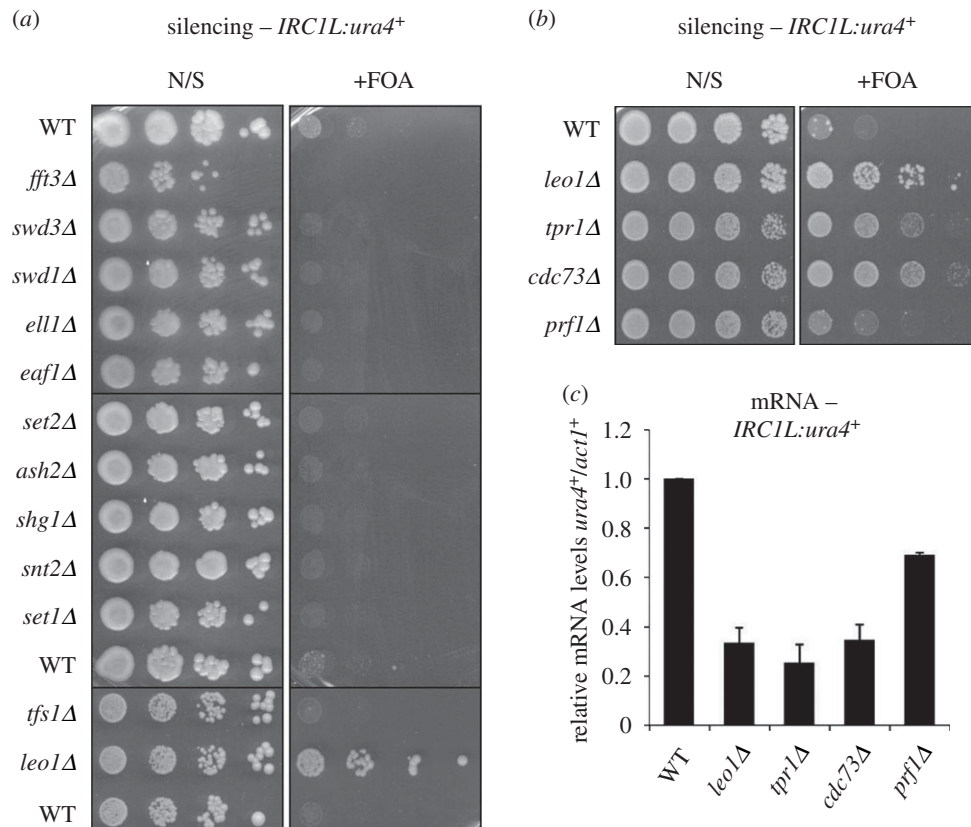 (a)
silencing – IRC1L:ura4+
N/S
+FOA
WT
fft3Δ
swd3Δ
swd1Δ
ell1Δ
eaf1Δ
set2Δ
ash2Δ
shg1Δ
snt2Δ
set1Δ
WT
tfs1Δ
leo1Δ
WT
(b)
silencing – IRC1L:ura4+
N/S
+FOA
WT
leo1Δ
tpr1Δ
cdc73Δ
prf1Δ
(c)
mRNA –
IRC1L:ura4+
relative mRNA levels ura4+/act1+
1.2
1.0
0.8
0.6
0.4
0.2
0
WT
leo1Δ
tpr1Δ
cdc73Δ
prf1Δ